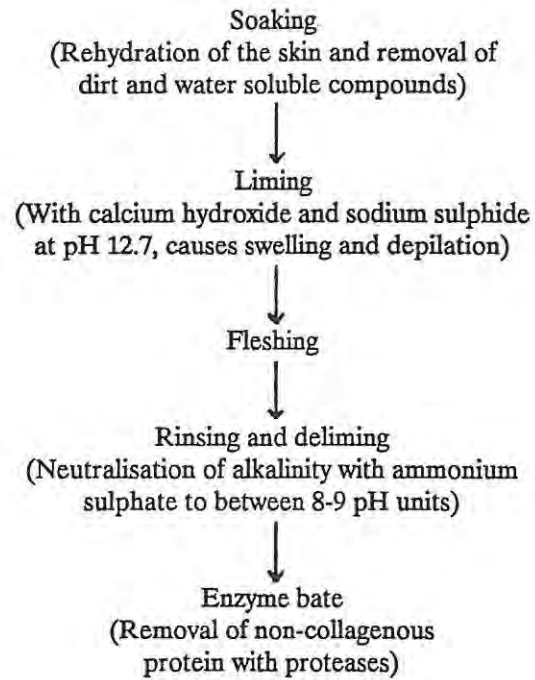 Soaking
(Rehydration of the skin and removal of
dirt and water soluble compounds)
Liming
(With calcium hydroxide and sodium sulphide
at pH 12.7, causes swelling and depilation)
Fleshing
Rinsing and deliming
(Neutralisation of alkalinity with ammonium
sulphate to between 8-9 pH units)
Enzyme bate
(Removal of non-collagenous
protein with proteases)